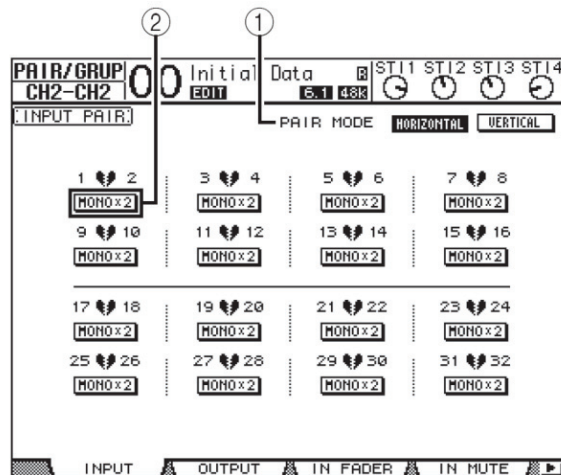 ② ①
PAIR/GRUP 00 Initial Data R STI1 STI2 STI3 STI4
CH2-CH2 EDIT 6.1 48K
INPUT PAIR
PAIR MODE HORIZONTAL VERTICAL
1 2 3 4 5 6 7 8
MONO×2 MONO×2 MONO×2 MONO×2
9 10 11 12 13 14 15 16
MONO×2 MONO×2 MONO×2 MONO×2
17 18 19 20 21 22 23 24
MONO×2 MONO×2 MONO×2 MONO×2
25 26 27 28 29 30 31 32
MONO×2 MONO×2 MONO×2 MONO×2
INPUT OUTPUT IN FADER IN MUTE